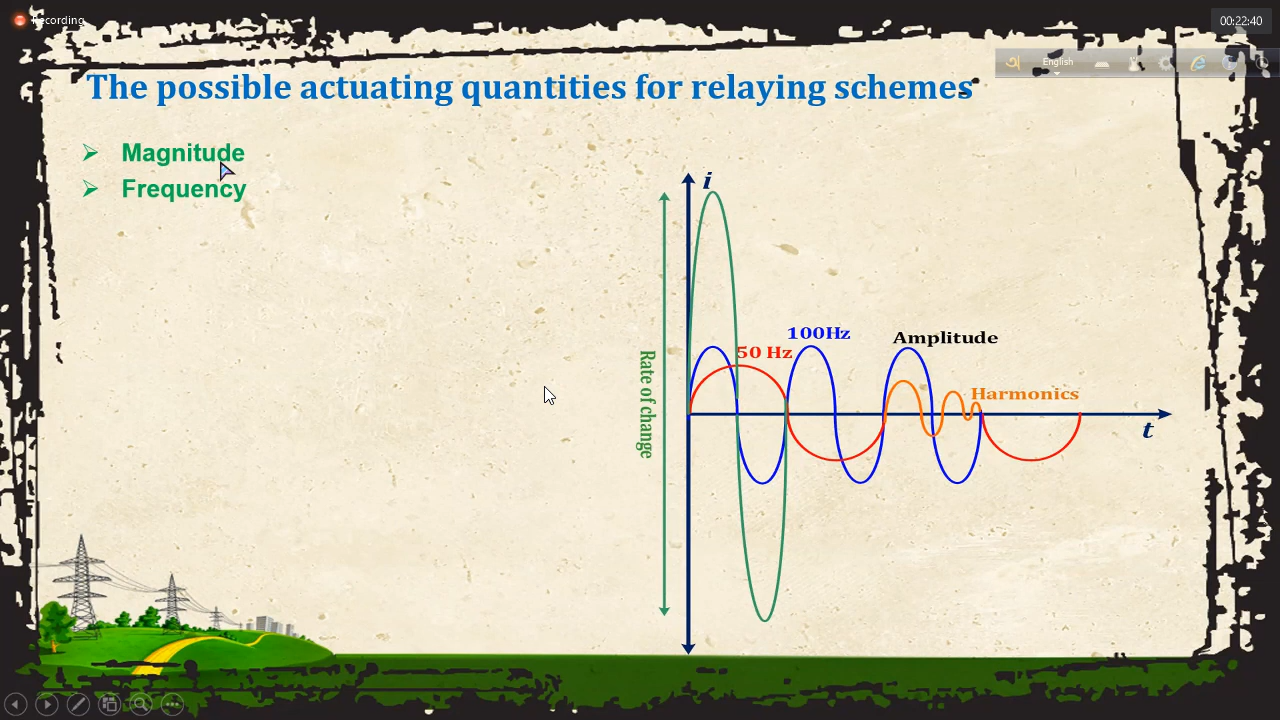 Recording
00:22:40
English
The possible actuating quantities for relaying schemes
Magnitude
Frequency
i
100Hz
50 Hz
Amplitude
Harmonics
Rate of change
t